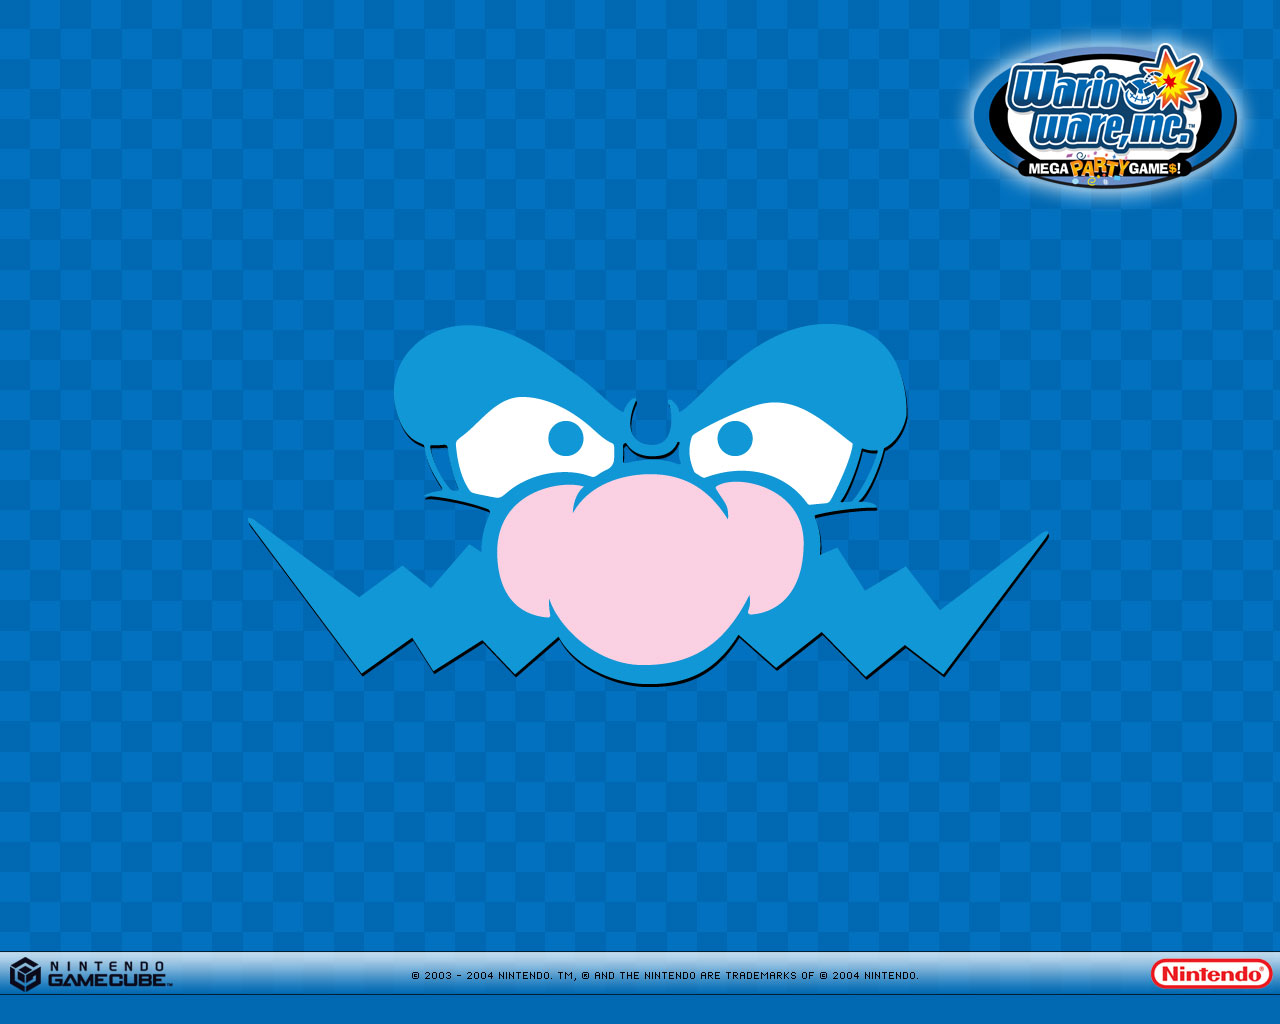 Wario
Ware,Inc.™
MEGA PARTY GAME$!
NINTENDO
GAMECUBE™
© 2003 - 2004 NINTENDO. TM, ® AND THE NINTENDO ARE TRADEMARKS OF © 2004 NINTENDO.
Nintendo®